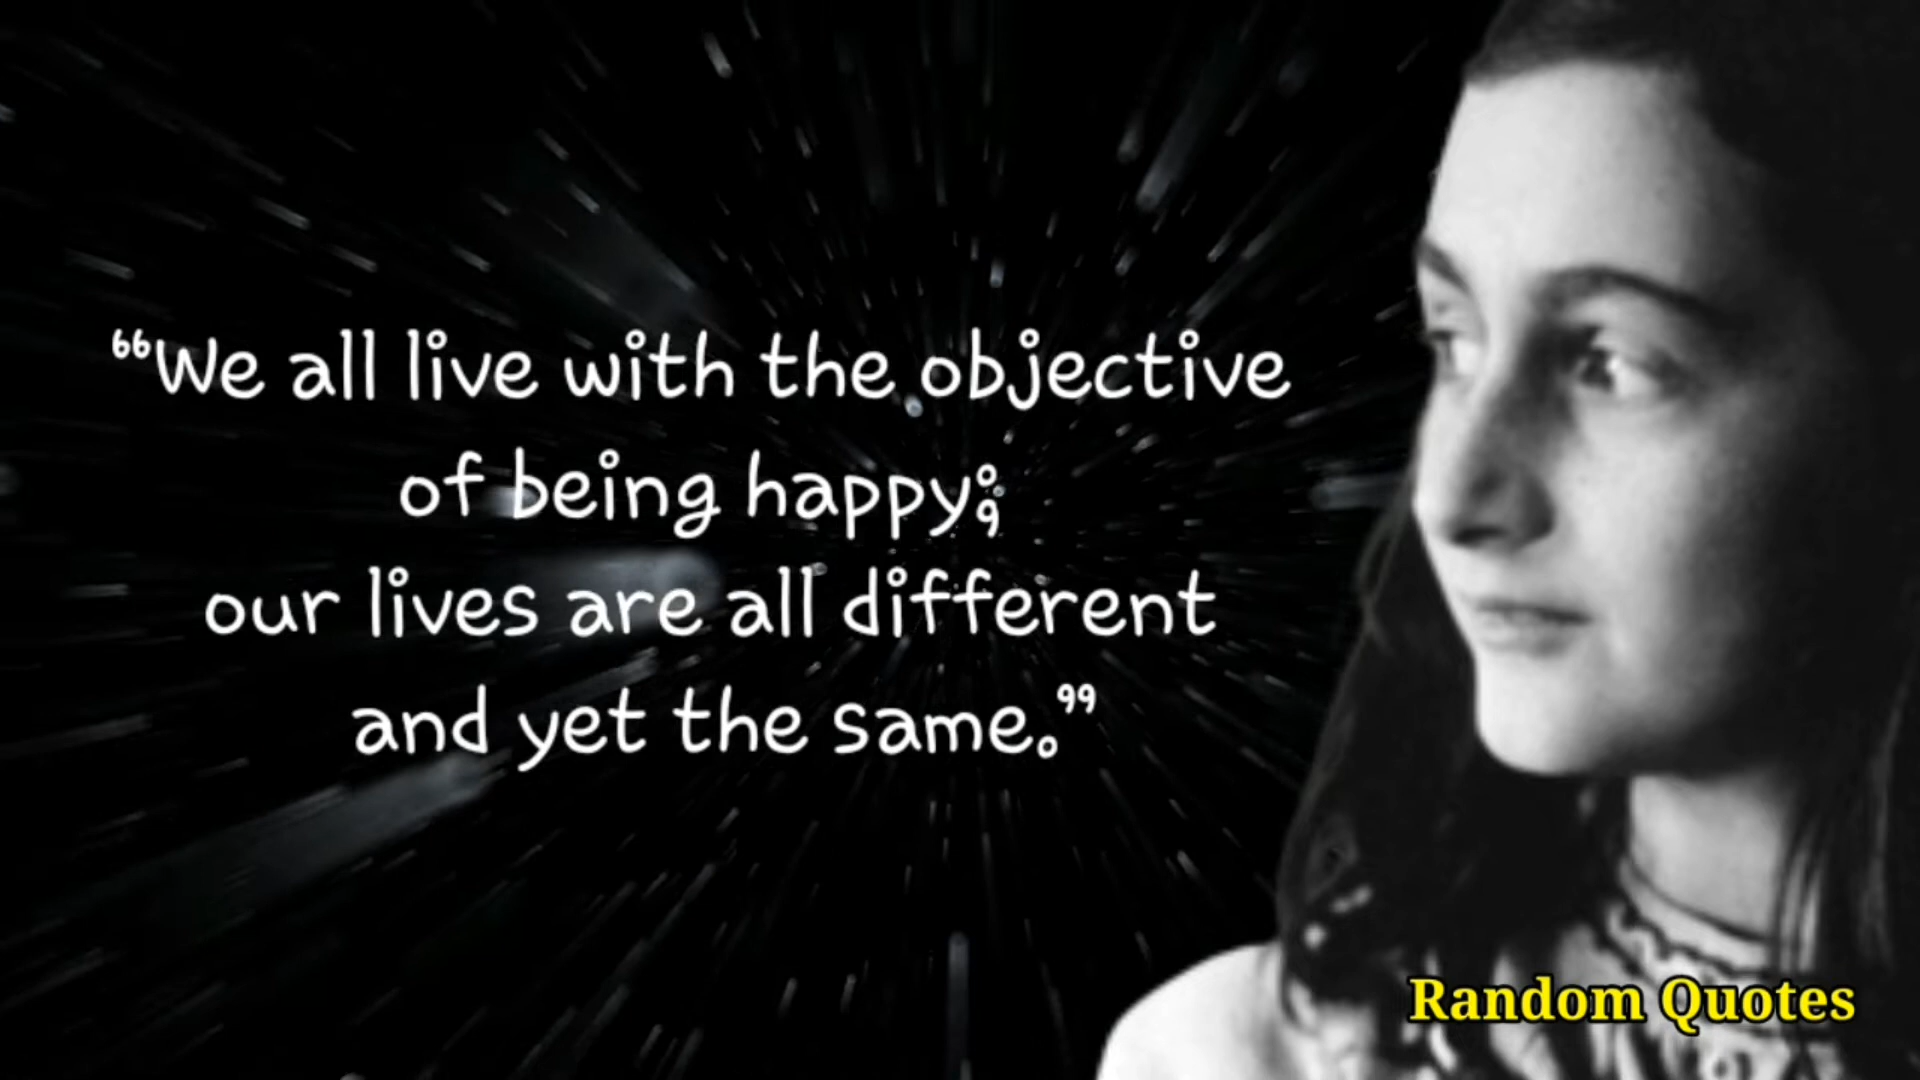 “We all live with the objective
of being happy;
our lives are all different
and yet the same.”
Random Quotes